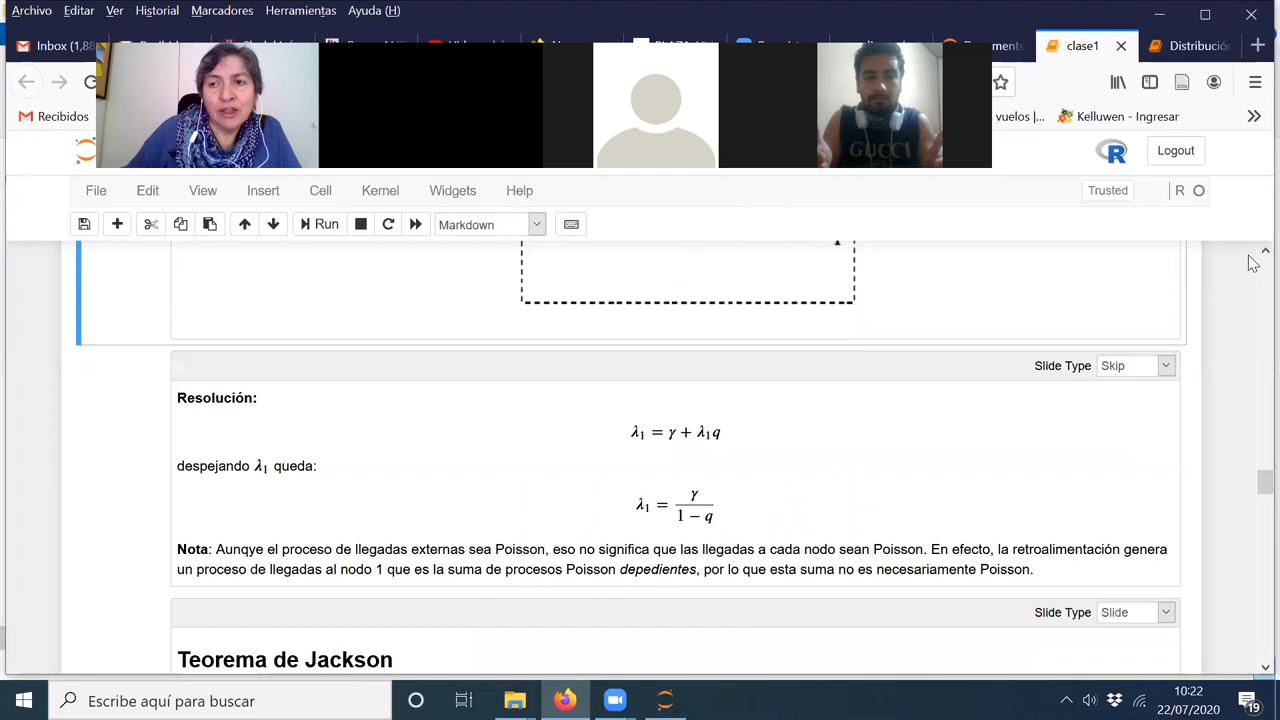 Archivo Editar Ver Historial Marcadores Herramientas Ayuda (H)
Inbox (1,88
clase1
Distribució
Recibidos
vuelos |...
Kelluwen - Ingresar
GUCCI
R
Logout
File Edit View Insert Cell Kernel Widgets Help
Trusted
R
Run
Markdown
Slide Type Skip
Resolución:
λ₁ = γ + λ₁q
despejando λ₁ queda:
λ₁ = γ / (1 − q)
Nota: Aunqye el proceso de llegadas externas sea Poisson, eso no significa que las llegadas a cada nodo sean Poisson. En efecto, la retroalimentación genera
un proceso de llegadas al nodo 1 que es la suma de procesos Poisson depedientes, por lo que esta suma no es necesariamente Poisson.
Slide Type Slide
Teorema de Jackson
Escribe aquí para buscar
10:22
22/07/2020
19